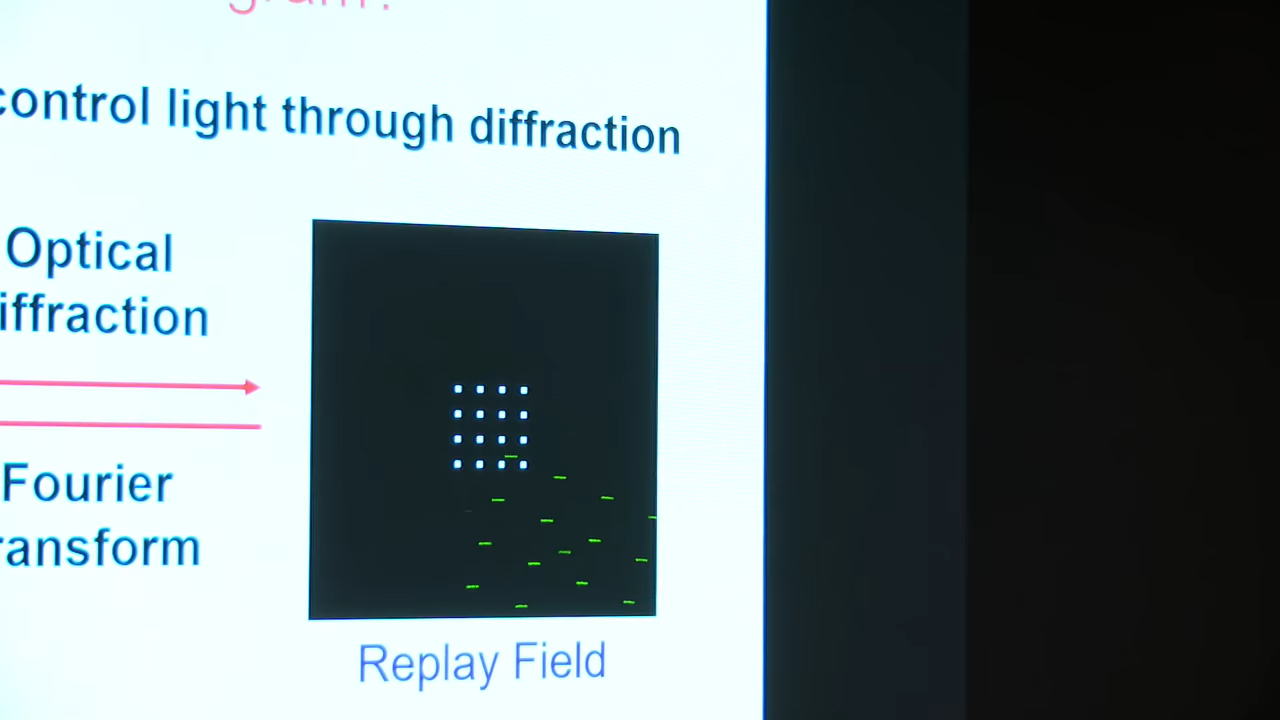 control light through diffraction
Optical
iffraction
Fourier
ransform
Replay Field